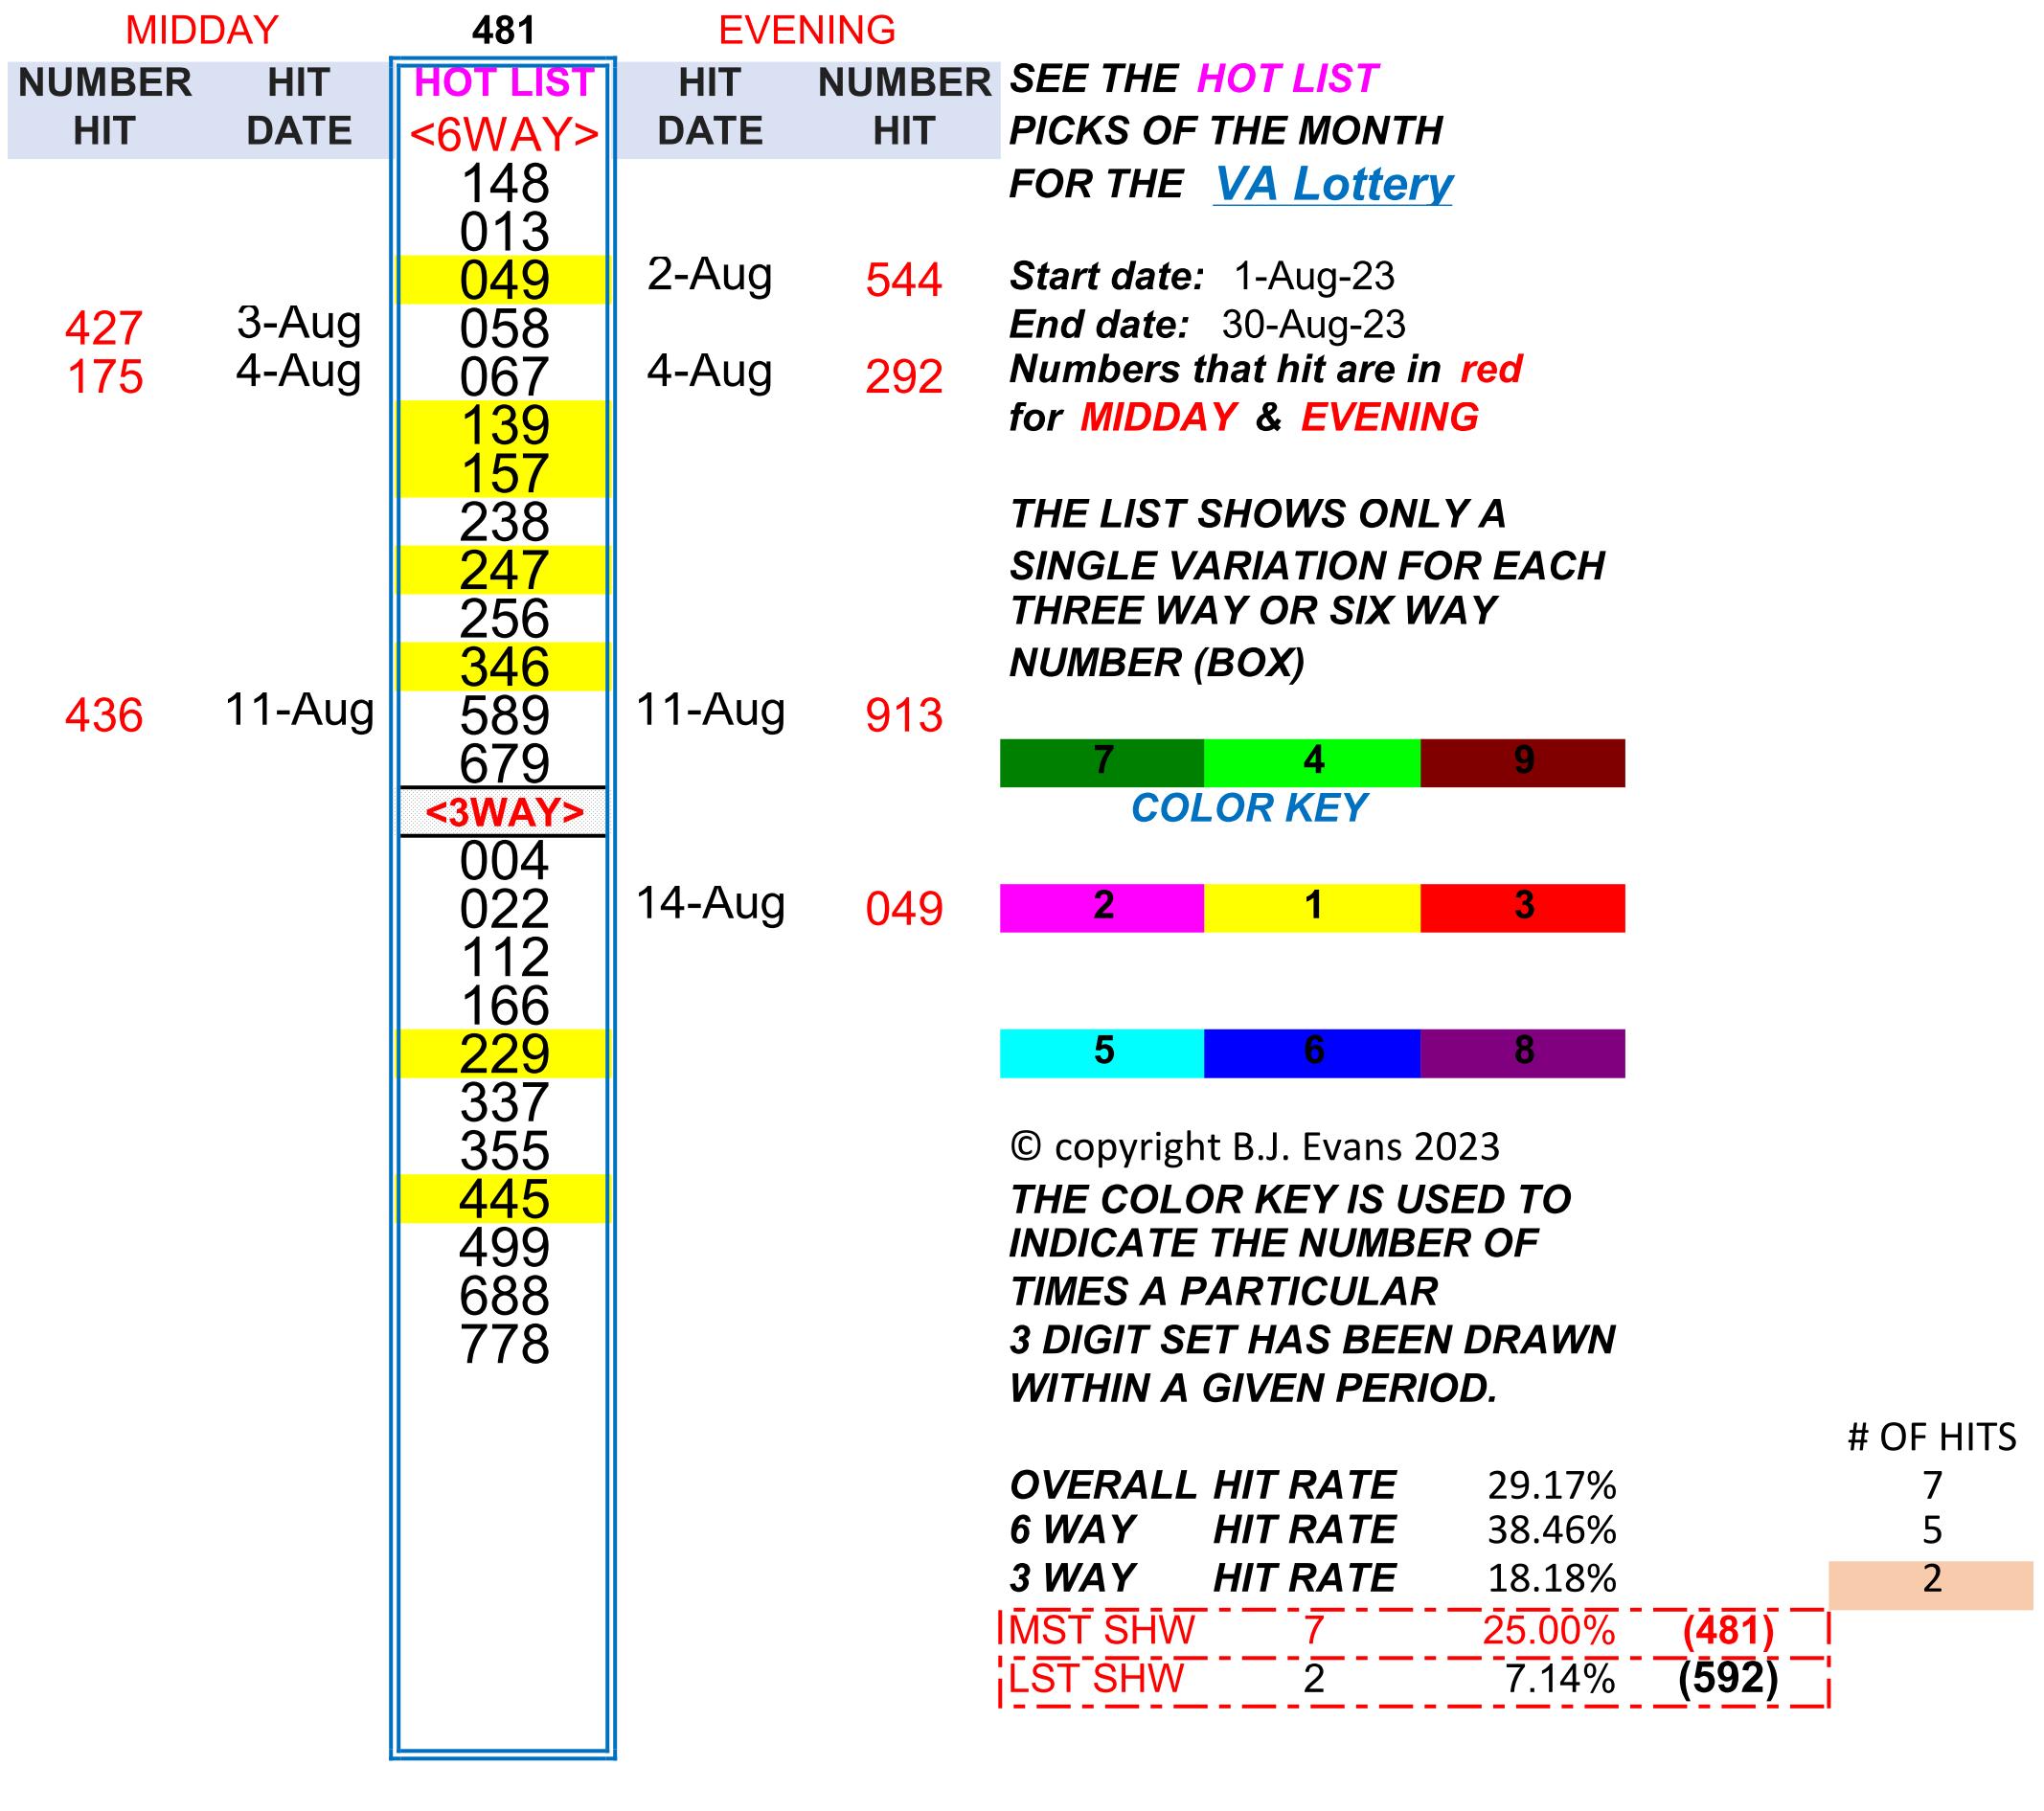 MIDDAY 481 EVENING
NUMBER HIT HOT LIST HIT NUMBER SEE THE HOT LIST
HIT DATE <6WAY> DATE HIT PICKS OF THE MONTH
148 FOR THE VA Lottery
013
049 2-Aug 544 Start date: 1-Aug-23
427 3-Aug 058 End date: 30-Aug-23
175 4-Aug 067 4-Aug 292 Numbers that hit are in red
139 for MIDDAY & EVENING
157
238 THE LIST SHOWS ONLY A
247 SINGLE VARIATION FOR EACH
256 THREE WAY OR SIX WAY
346 NUMBER (BOX)
436 11-Aug 589 11-Aug 913
679 7 4 9
<3WAY> COLOR KEY
004
022 14-Aug 049 2 1 3
112
166
229 5 6 8
337
355 © copyright B.J. Evans 2023
445 THE COLOR KEY IS USED TO
499 INDICATE THE NUMBER OF
688 TIMES A PARTICULAR
778 3 DIGIT SET HAS BEEN DRAWN
WITHIN A GIVEN PERIOD.
# OF HITS
OVERALL HIT RATE 29.17% 7
6 WAY HIT RATE 38.46% 5
3 WAY HIT RATE 18.18% 2
MST SHW 7 25.00% (481)
LST SHW 2 7.14% (592)